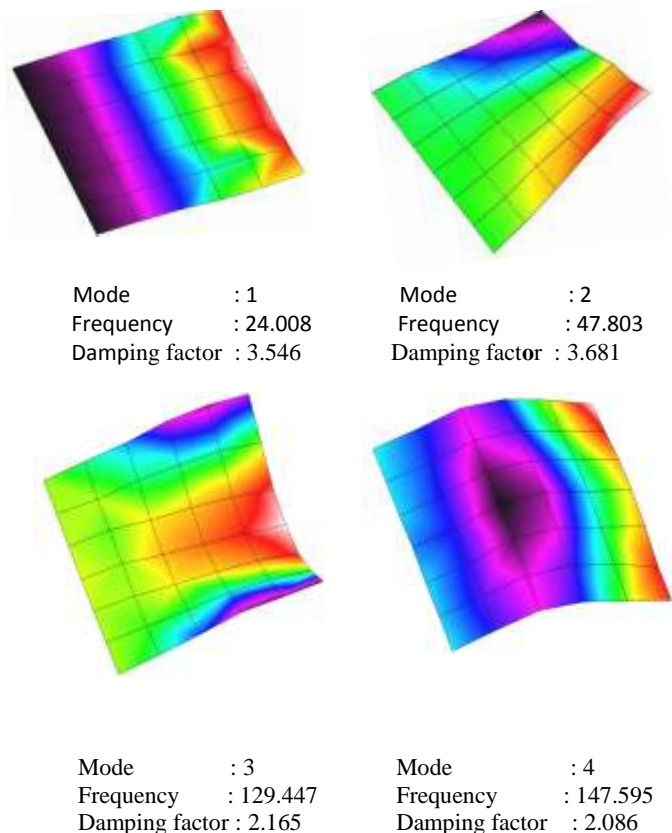 Mode : 1
Frequency : 24.008
Damping factor : 3.546
Mode : 2
Frequency : 47.803
Damping factor : 3.681
Mode : 3
Frequency : 129.447
Damping factor : 2.165
Mode : 4
Frequency : 147.595
Damping factor : 2.086